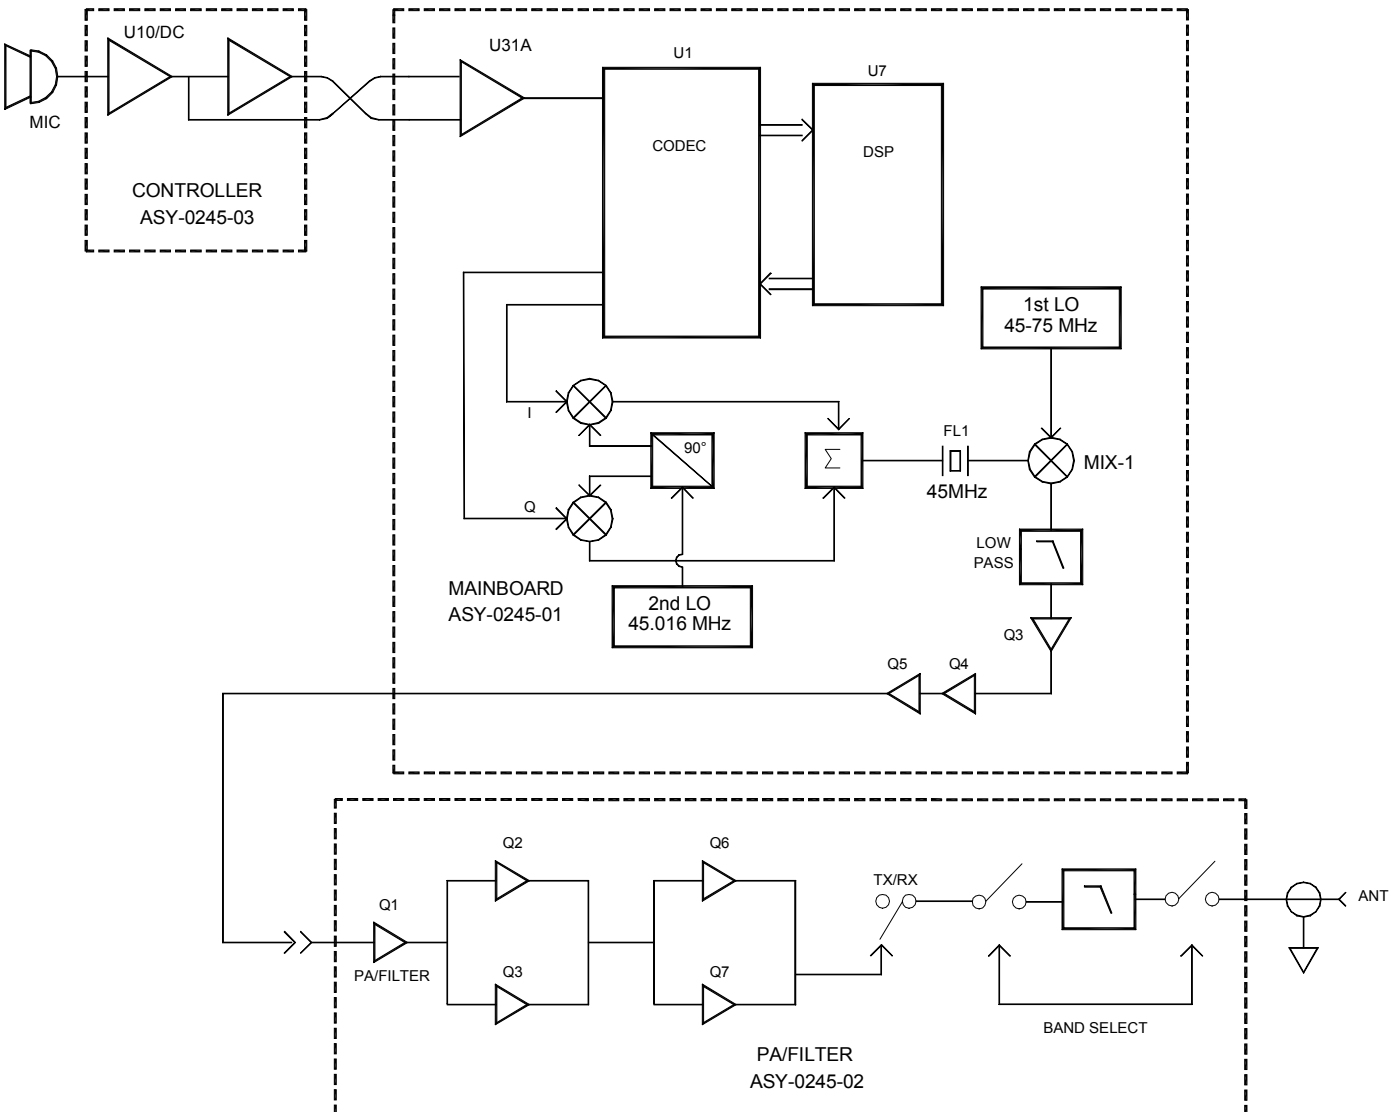 U10/DC
MIC
CONTROLLER
ASY-0245-03
U31A
U1
CODEC
U7
DSP
1st LO
45-75 MHz
I
90°
Σ
FL1
45MHz
MIX-1
Q
LOW
PASS
MAINBOARD
ASY-0245-01
2nd LO
45.016 MHz
Q3
Q5
Q4
Q2
Q6
TX/RX
ANT
Q1
PA/FILTER
Q3
Q7
BAND SELECT
PA/FILTER
ASY-0245-02